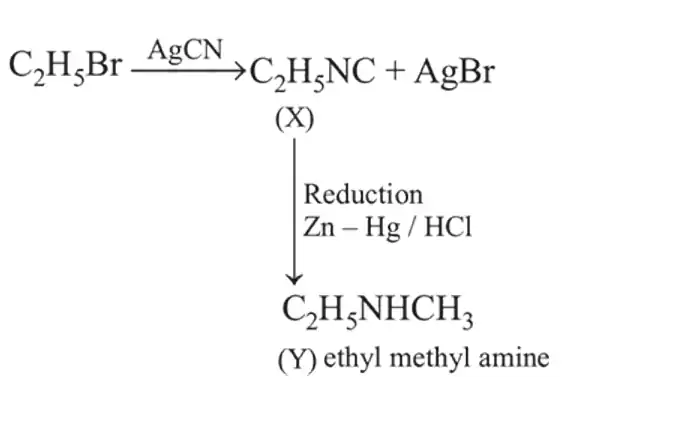 C₂H₅Br —AgCN→ C₂H₅NC + AgBr
(X)
Reduction
Zn – Hg / HCl
C₂H₅NHCH₃
(Y) ethyl methyl amine